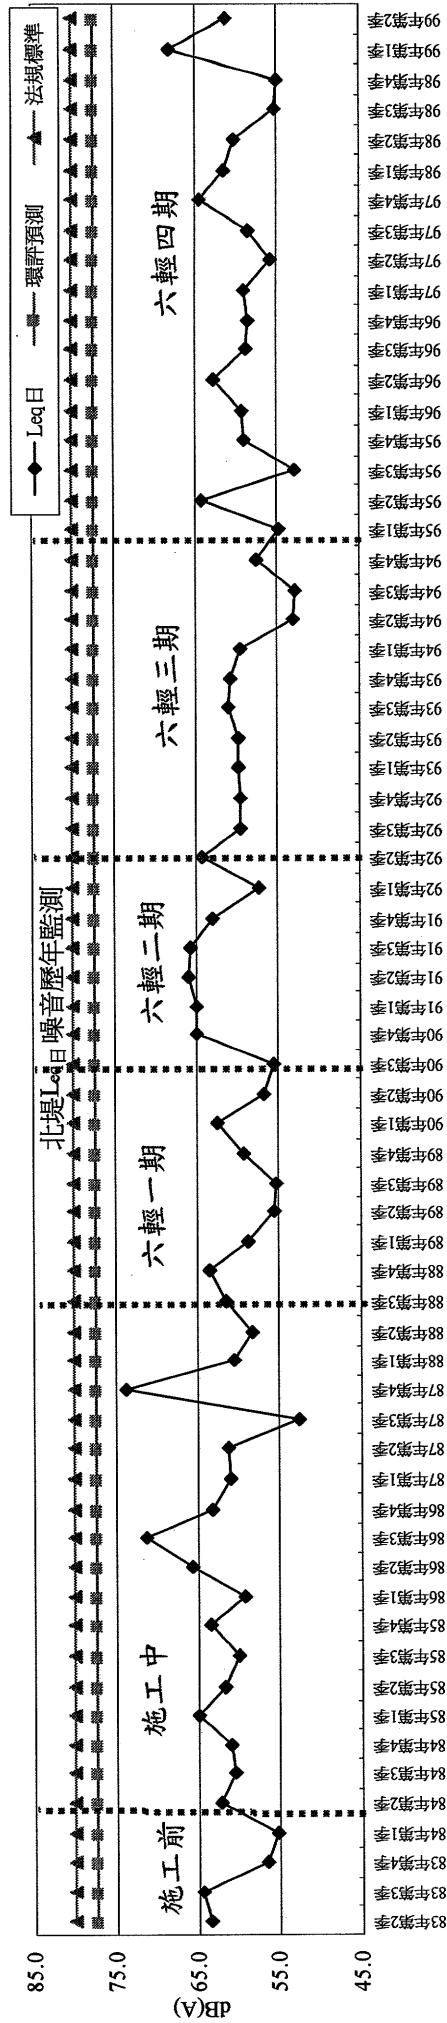 北堤Leq日噪音歷年監測
Leq日
環評預測
法規標準
85.0
75.0
65.0
55.0
45.0
dB(A)
施工前
施工中
六輕一期
六輕二期
六輕三期
六輕四期
83年第2季
83年第3季
83年第4季
84年第1季
84年第2季
84年第3季
84年第4季
85年第1季
85年第2季
85年第3季
85年第4季
86年第1季
86年第2季
86年第3季
86年第4季
87年第1季
87年第2季
87年第3季
87年第4季
88年第1季
88年第2季
88年第3季
88年第4季
89年第1季
89年第2季
89年第3季
89年第4季
90年第1季
90年第2季
90年第3季
90年第4季
91年第1季
91年第2季
91年第3季
91年第4季
92年第1季
92年第2季
92年第3季
92年第4季
93年第1季
93年第2季
93年第3季
93年第4季
94年第1季
94年第2季
94年第3季
94年第4季
95年第1季
95年第2季
95年第3季
95年第4季
96年第1季
96年第2季
96年第3季
96年第4季
97年第1季
97年第2季
97年第3季
97年第4季
98年第1季
98年第2季
98年第3季
98年第4季
99年第1季
99年第2季